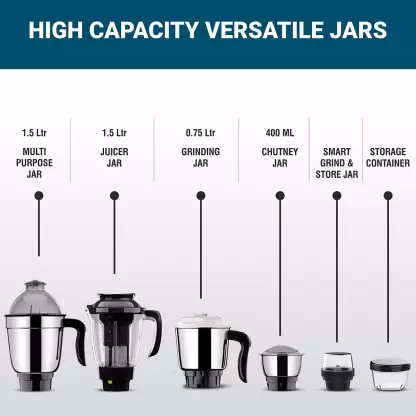 HIGH CAPACITY VERSATILE JARS
1.5 Ltr
MULTI
PURPOSE
JAR
1.5 Ltr
JUICER
JAR
0.75 Ltr
GRINDING
JAR
400 ML
CHUTNEY
JAR
SMART
GRIND &
STORE JAR
STORAGE
CONTAINER